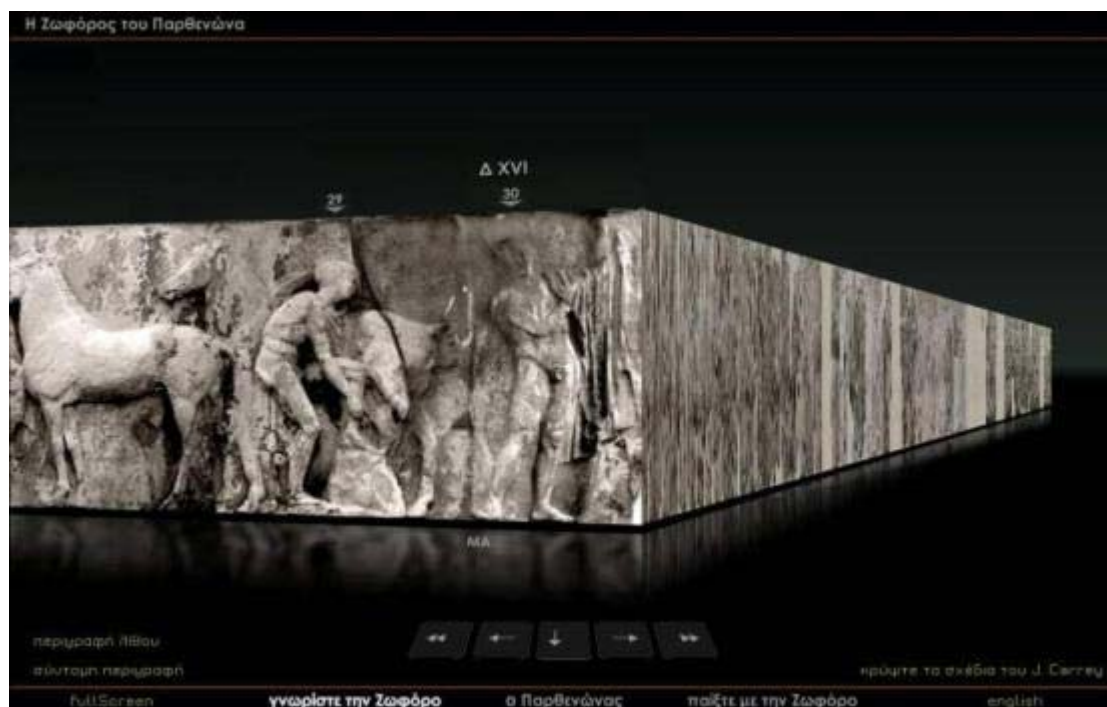 Η Ζωφόρος του Παρθενώνα
Δ XVI
29
30
ΜΑ
περιγραφή λίθου
σύντομη περιγραφή
κρύψτε τα σχέδια του J. Carrey
fullScreen
γνωρίστε την Ζωφόρο
ο Παρθενώνας
παίξτε με την Ζωφόρο
english